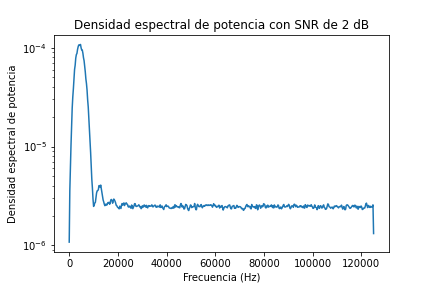 Densidad espectral de potencia con SNR de 2 dB
Densidad espectral de potencia
10⁻⁴
10⁻⁵
10⁻⁶
0 20000 40000 60000 80000 100000 120000
Frecuencia (Hz)